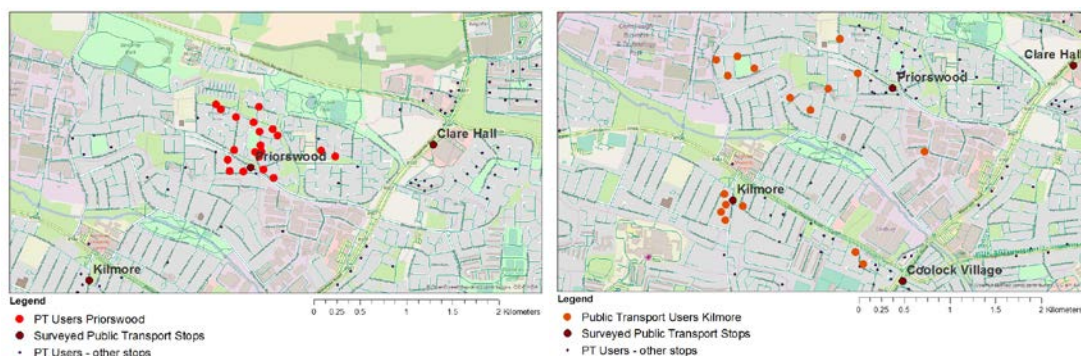 Clare Hall
Priorswood
Kilmore
Legend
PT Users Priorswood
Surveyed Public Transport Stops
PT Users - other stops
0 0.25 0.5 1 1.5 2 Kilometers
Clare Hall
Priorswood
Kilmore
Coolock Village
Legend
Public Transport Users Kilmore
Surveyed Public Transport Stops
PT Users - other stops
0 0.25 0.5 1 1.5 2 Kilometers